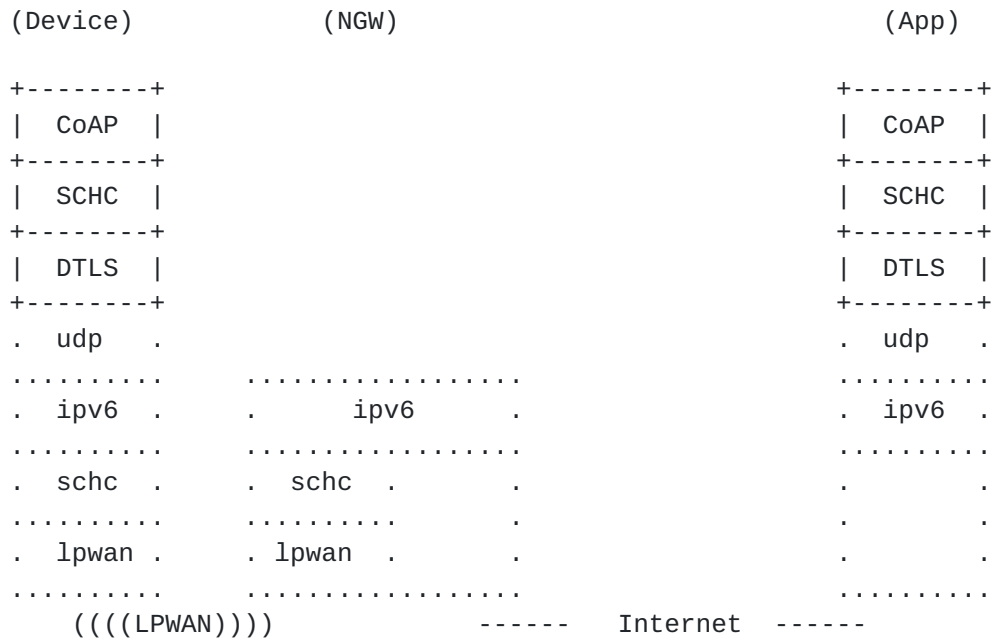 (Device)            (NGW)                                (App)

+--------+                                            +--------+
|  CoAP  |                                            |  CoAP  |
+--------+                                            +--------+
|  SCHC  |                                            |  SCHC  |
+--------+                                            +--------+
|  DTLS  |                                            |  DTLS  |
+--------+                                            +--------+
.  udp   .                                            .  udp   .
..........     ..................                     ..........
.  ipv6  .     .      ipv6      .                     .  ipv6  .
..........     ..................                     ..........
.  schc  .     .  schc  .       .                     .        .
..........     ..........       .                     .        .
.  lpwan .     . lpwan  .       .                     .        .
..........     ..................                     ..........
    ((((LPWAN))))             ------   Internet  ------